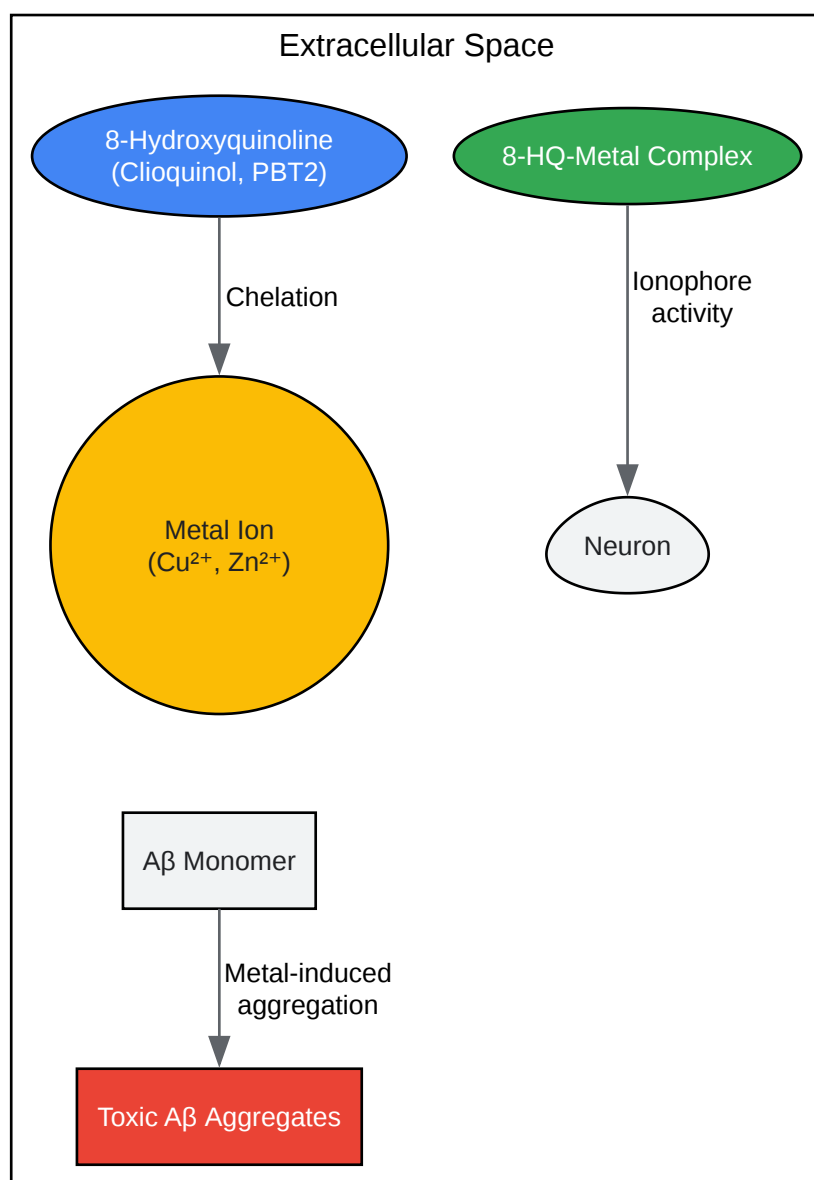 Extracellular Space
8-Hydroxyquinoline
(Clioquinol, PBT2)
8-HQ-Metal Complex
Chelation
Ionophore
activity
Metal Ion
(Cu²⁺, Zn²⁺)
Neuron
Aβ Monomer
Metal-induced
aggregation
Toxic Aβ Aggregates